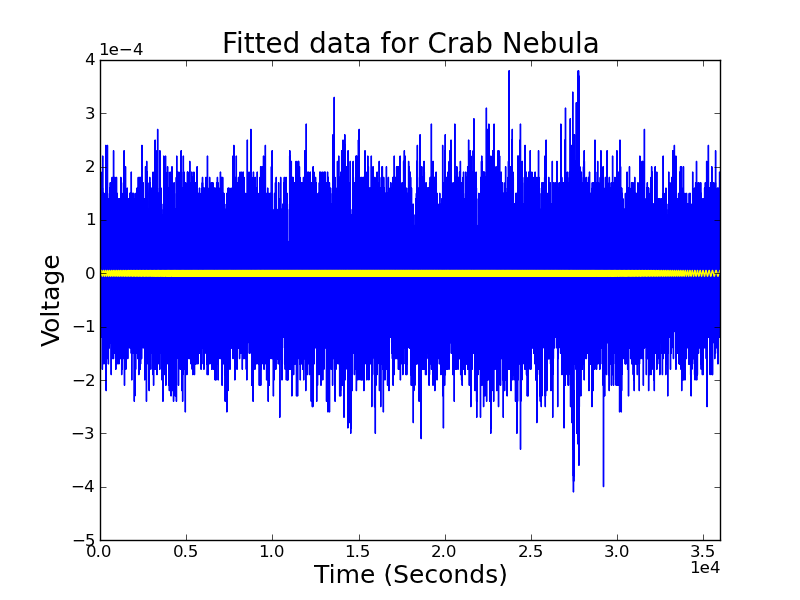 Fitted data for Crab Nebula
1e−4
4
3
2
1
0
−1
−2
−3
−4
−5
Voltage
0.0 0.5 1.0 1.5 2.0 2.5 3.0 3.5
1e4
Time (Seconds)